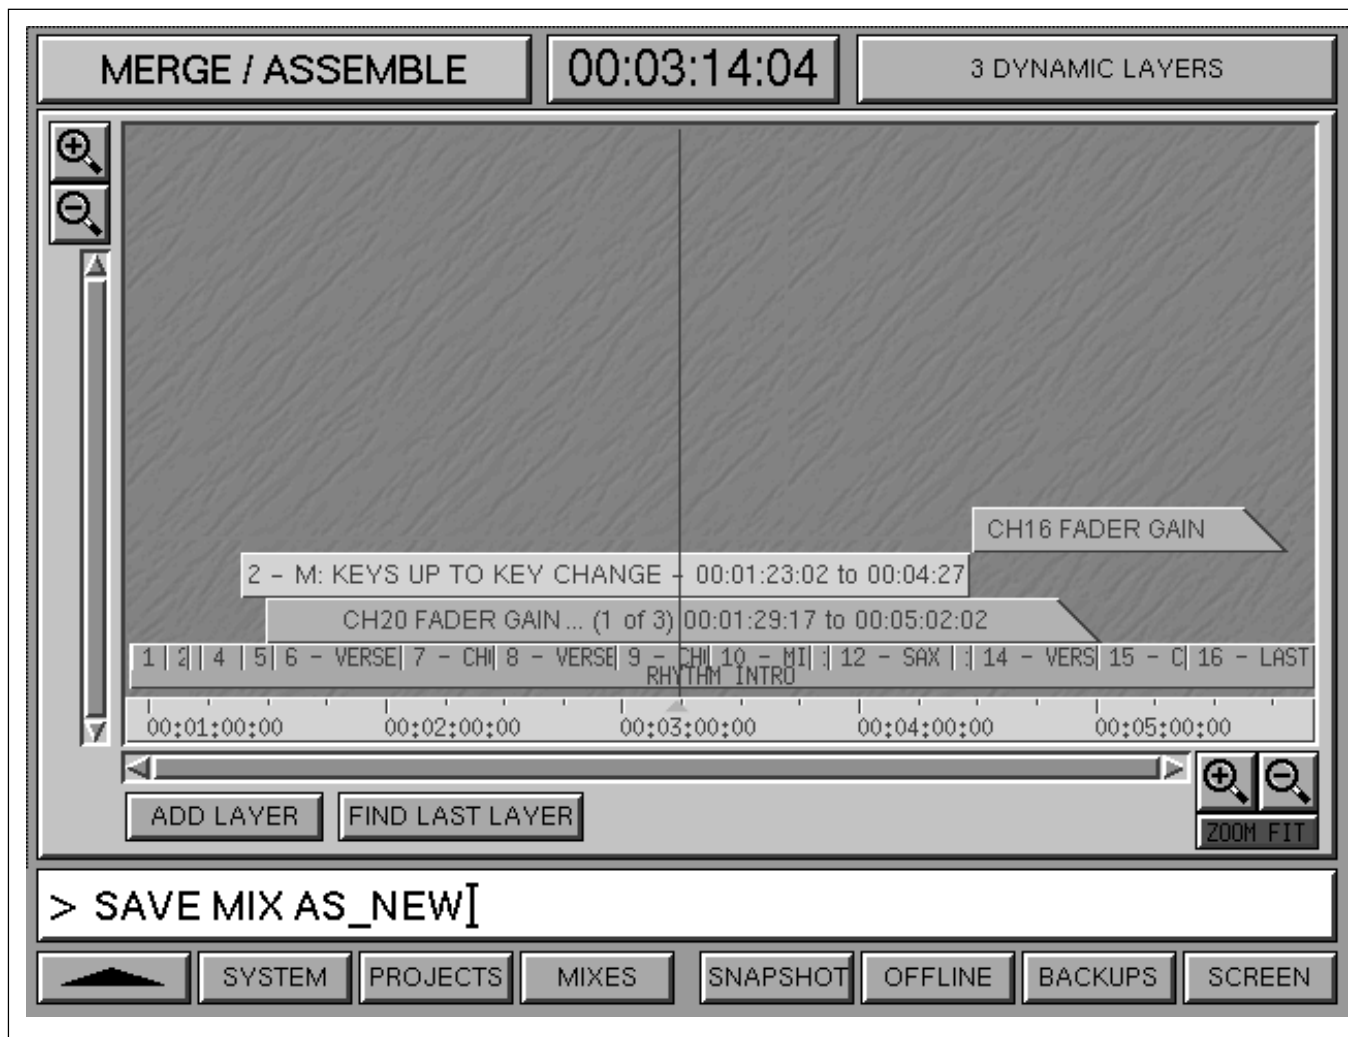 MERGE / ASSEMBLE
00:03:14:04
3 DYNAMIC LAYERS
CH16 FADER GAIN
2 - M: KEYS UP TO KEY CHANGE - 00:01:23:02 to 00:04:27
CH20 FADER GAIN ... (1 of 3) 00:01:29:17 to 00:05:02:02
1 | 2 | | 4 | 5 | 6 - VERSE | 7 - CH | 8 - VERSE | 9 - CH | 10 - MI | : | 12 - SAX | : | 14 - VERS | 15 - C | 16 - LAST
RHYTHM INTRO
00:01:00:00 00:02:00:00 00:03:00:00 00:04:00:00 00:05:00:00
ADD LAYER FIND LAST LAYER
ZOOM FIT
> SAVE MIX AS_NEW
SYSTEM PROJECTS MIXES SNAPSHOT OFFLINE BACKUPS SCREEN